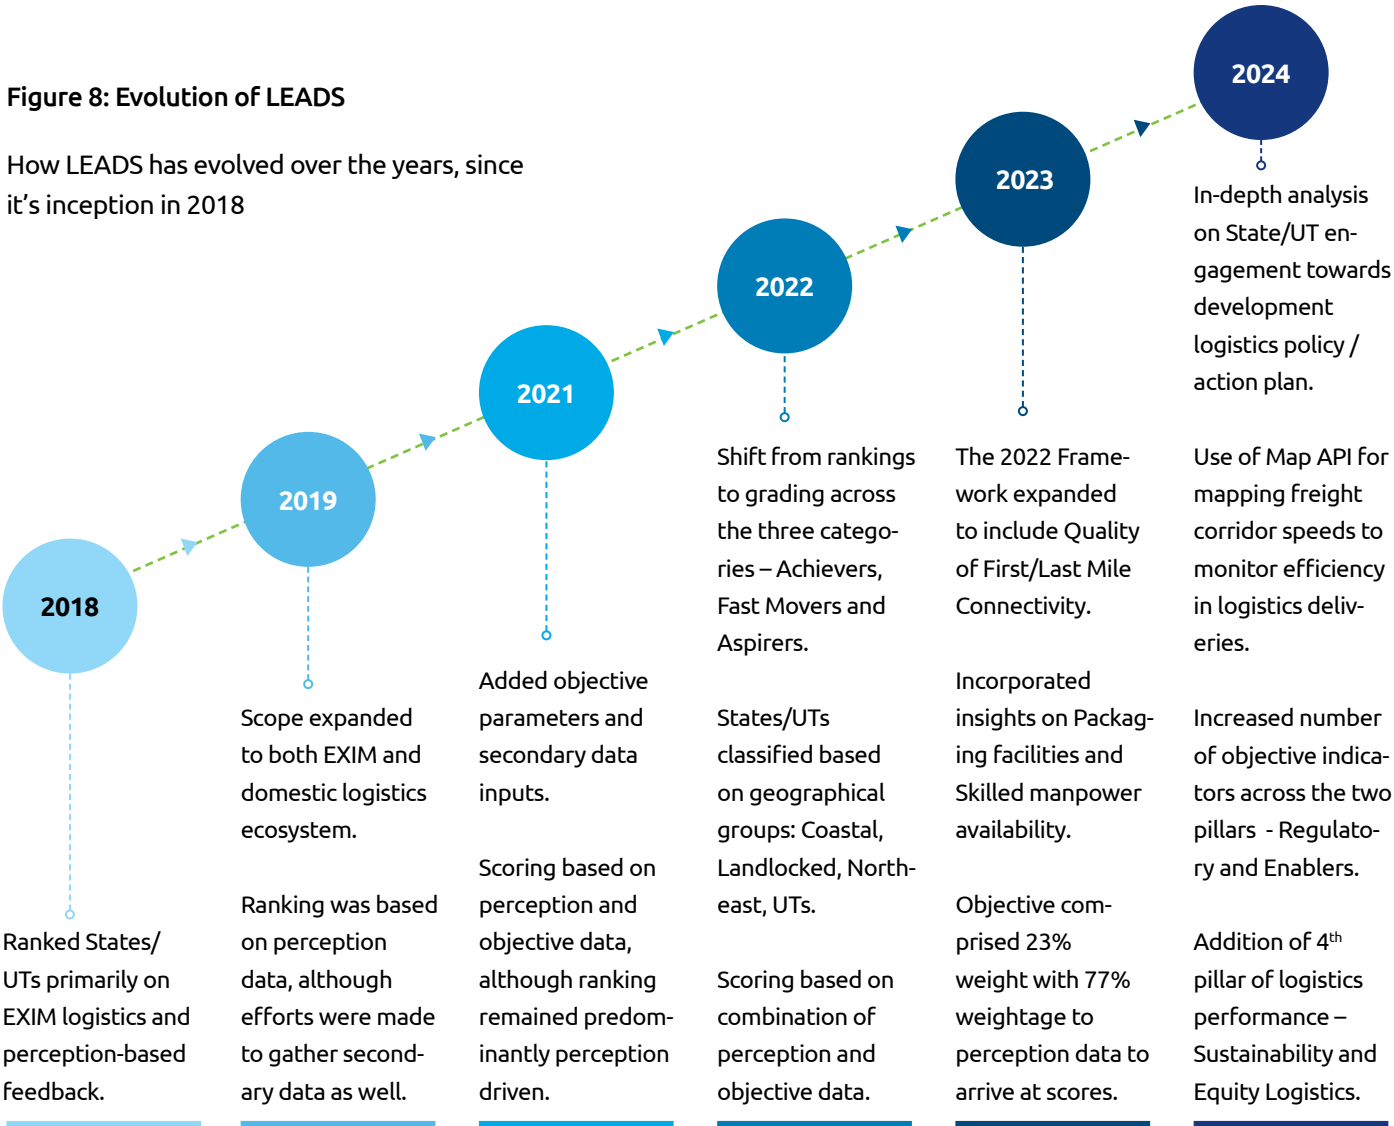 Figure 8: Evolution of LEADS
How LEADS has evolved over the years, since
it's inception in 2018
2018
Ranked States/
UTs primarily on
EXIM logistics and
perception-based
feedback.
2019
Scope expanded
to both EXIM and
domestic logistics
ecosystem.
Ranking was based
on perception
data, although
efforts were made
to gather second-
ary data as well.
2021
Added objective
parameters and
secondary data
inputs.
Scoring based on
perception and
objective data,
although ranking
remained predom-
inantly perception
driven.
2022
Shift from rankings
to grading across
the three catego-
ries – Achievers,
Fast Movers and
Aspirers.
States/UTs
classified based
on geographical
groups: Coastal,
Landlocked, North-
east, UTs.
Scoring based on
combination of
perception and
objective data.
2023
The 2022 Frame-
work expanded
to include Quality
of First/Last Mile
Connectivity.
Incorporated
insights on Packag-
ing facilities and
Skilled manpower
availability.
Objective com-
prised 23%
weight with 77%
weightage to
perception data to
arrive at scores.
2024
In-depth analysis
on State/UT en-
gagement towards
development
logistics policy /
action plan.
Use of Map API for
mapping freight
corridor speeds to
monitor efficiency
in logistics deliv-
eries.
Increased number
of objective indica-
tors across the two
pillars - Regulato-
ry and Enablers.
Addition of 4th
pillar of logistics
performance –
Sustainability and
Equity Logistics.